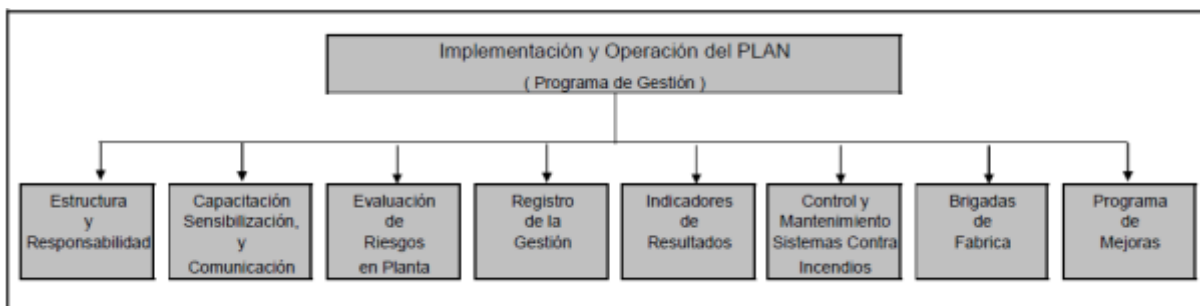 Implementación y Operación del PLAN
( Programa de Gestión )
Estructura
y
Responsabilidad
Capacitación
Sensibilización,
y
Comunicación
Evaluación
de
Riesgos
en Planta
Registro
de la
Gestión
Indicadores
de
Resultados
Control y
Mantenimiento
Sistemas Contra
Incendios
Brigadas
de
Fabrica
Programa
de
Mejoras